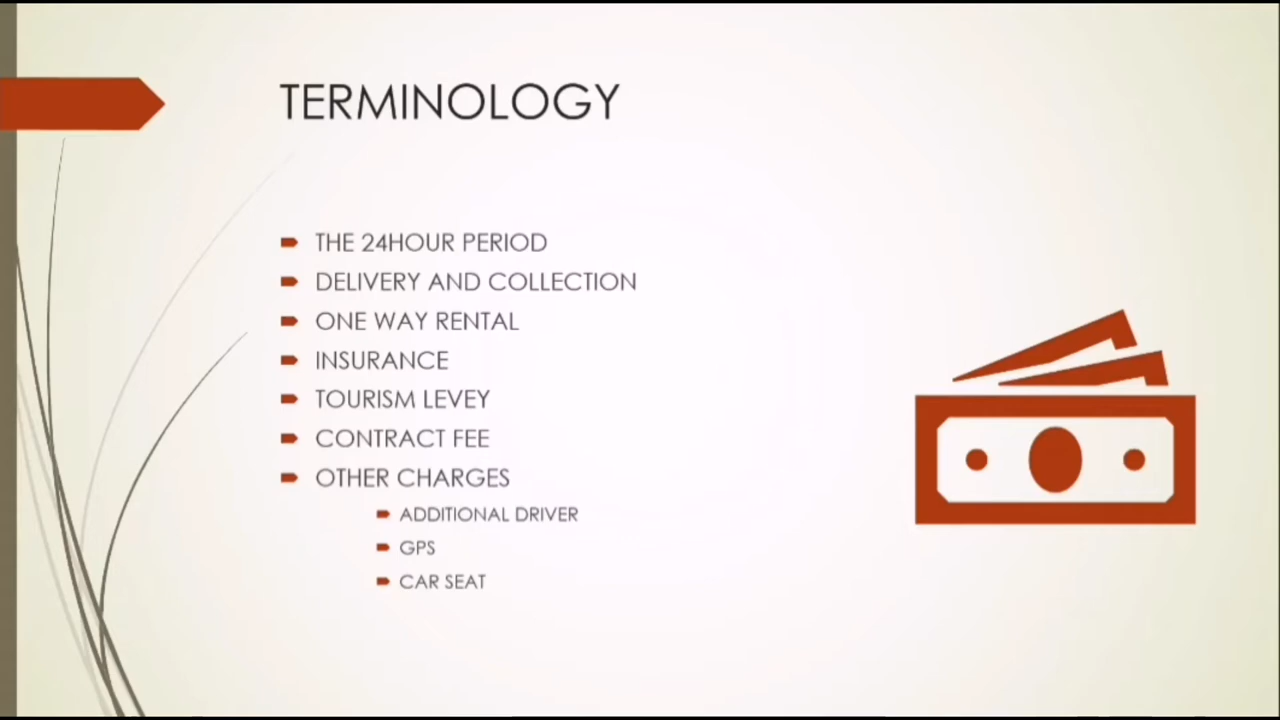 TERMINOLOGY
THE 24HOUR PERIOD
DELIVERY AND COLLECTION
ONE WAY RENTAL
INSURANCE
TOURISM LEVEY
CONTRACT FEE
OTHER CHARGES
ADDITIONAL DRIVER
GPS
CAR SEAT